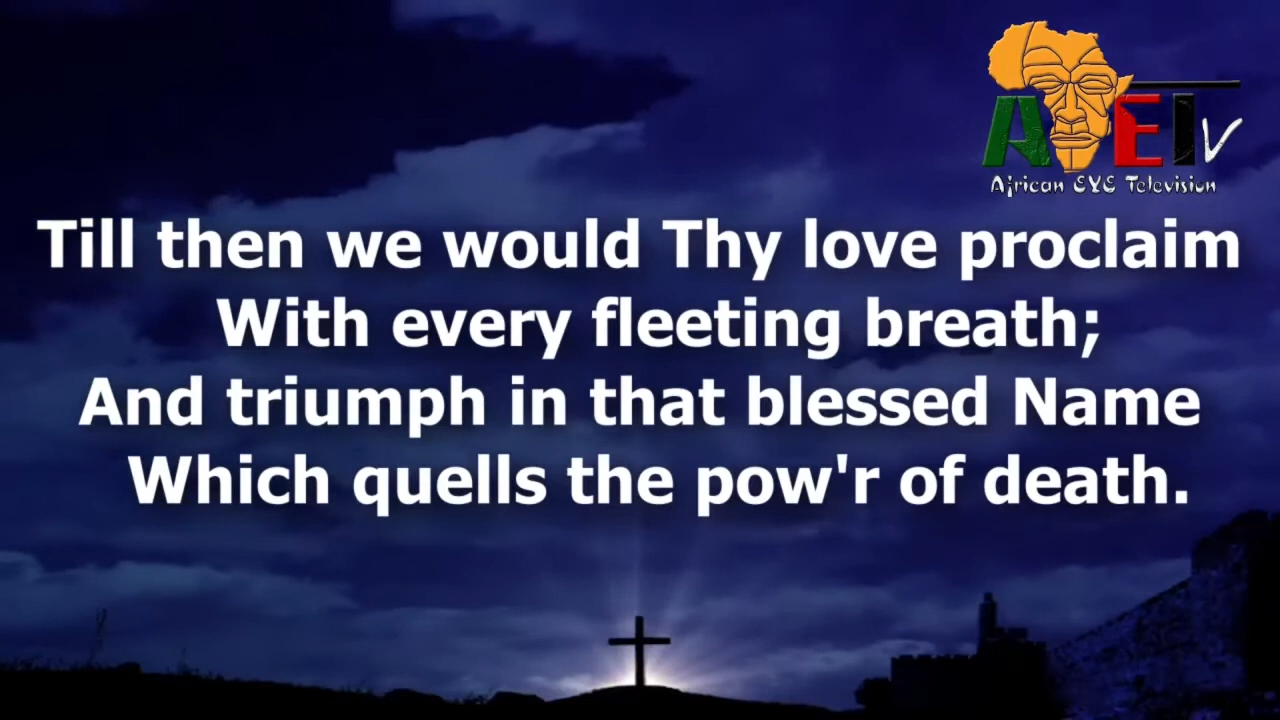 AETv
African EYE Television
Till then we would Thy love proclaim
With every fleeting breath;
And triumph in that blessed Name
Which quells the pow'r of death.